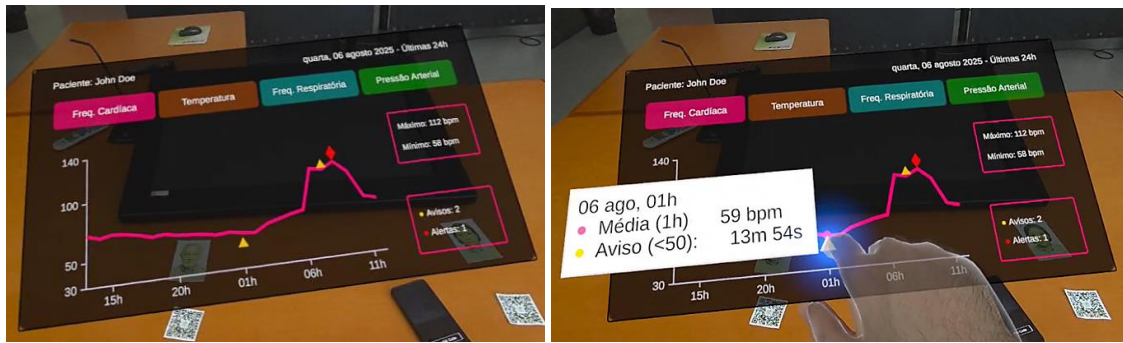 quarta, 06 agosto 2025 - Últimas 24h
Paciente: John Doe
Freq. Cardíaca
Temperatura
Freq. Respiratória
Pressão Arterial
Máximo: 112 bpm
Mínimo: 58 bpm
140
100
50
30
Avisos: 2
Alertas: 1
15h
20h
01h
06h
11h
quarta, 06 agosto 2025 - Últimas 24h
Paciente: John Doe
Freq. Cardíaca
Temperatura
Freq. Respiratória
Pressão Arterial
Máximo: 112 bpm
Mínimo: 58 bpm
140
06 ago, 01h
Média (1h) 59 bpm
Aviso (<50): 13m 54s
Avisos: 2
Alertas: 1
30
15h
20h
01h
06h
11h